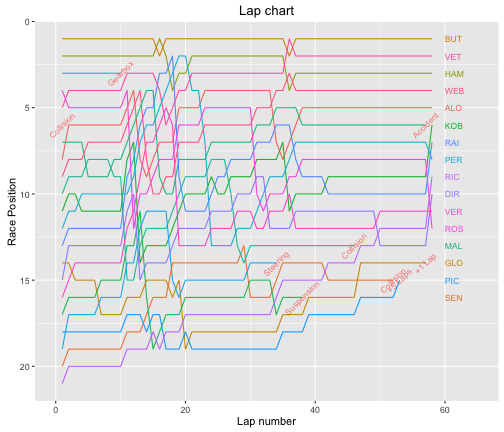 Lap chart
0
5
10
15
20
Race Position
0
20
40
60
Lap number
Collision
Gearbox
Steering
Suspension
Collision
Collision
+1 Lap
Accident
BUT
VET
HAM
WEB
ALO
KOB
RAI
PER
RIC
DIR
VER
ROS
MAL
GLO
PIC
SEN